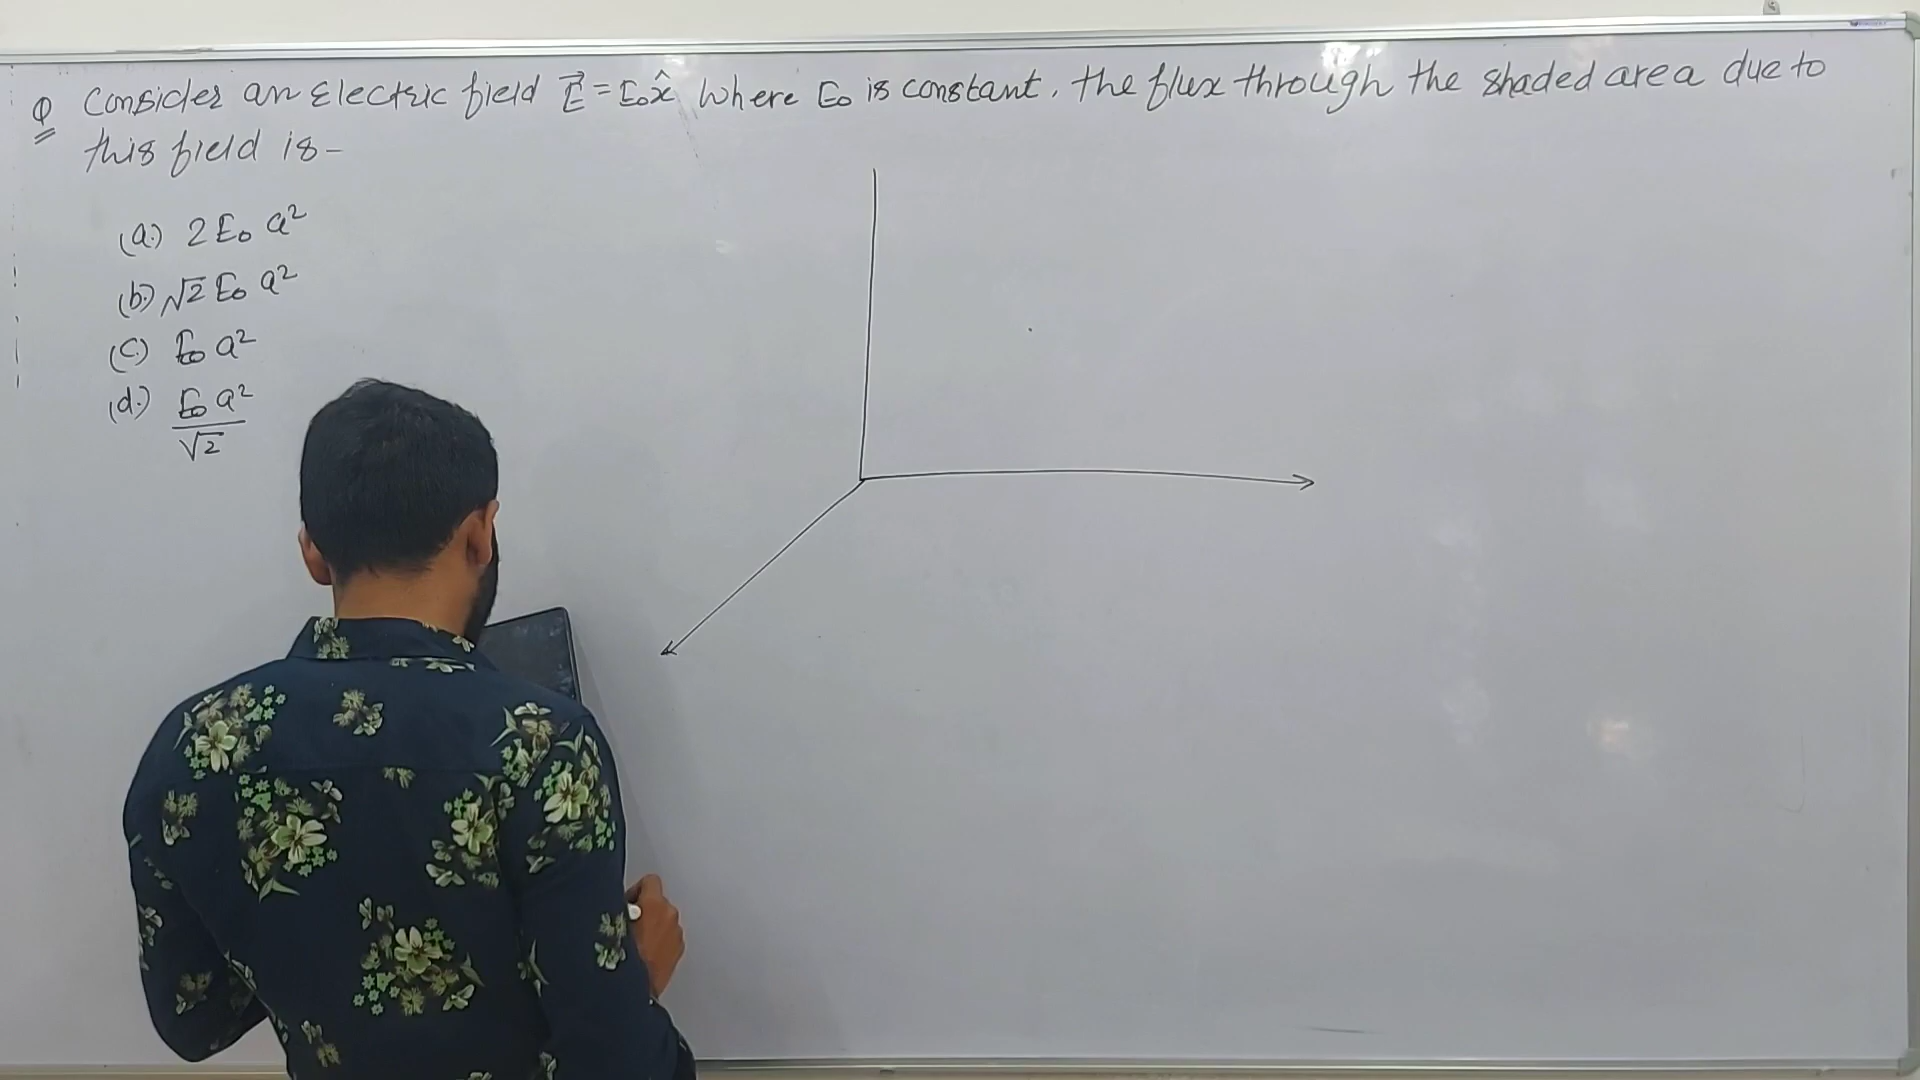 Q Consider an Electric field E⃗ = E₀x̂ Where E₀ is constant. the flux through the shaded area due to
this field is-
(a.) 2 E₀ a²
(b.) √2 E₀ a²
(c.) E₀ a²
(d.) E₀ a²
√2